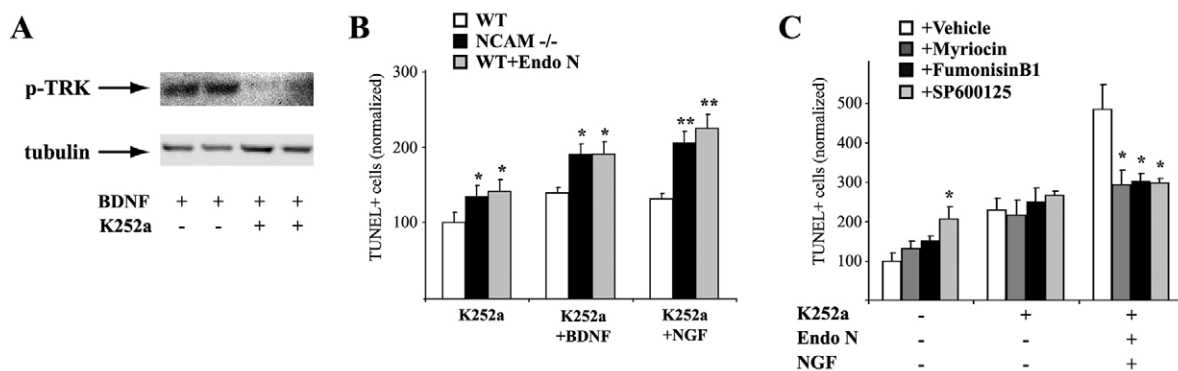 A
p-TRK
tubulin
BDNF + + + +
K252a - - + +
B
WT
NCAM -/-
WT+Endo N
TUNEL+ cells (normalized)
300
200
100
* *
* *
** **
K252a
K252a
+BDNF
K252a
+NGF
C
+Vehicle
+Myriocin
+FumonisinB1
+SP600125
TUNEL+ cells (normalized)
500
400
300
200
100
*
* * *
K252a - + +
Endo N - - +
NGF - - +